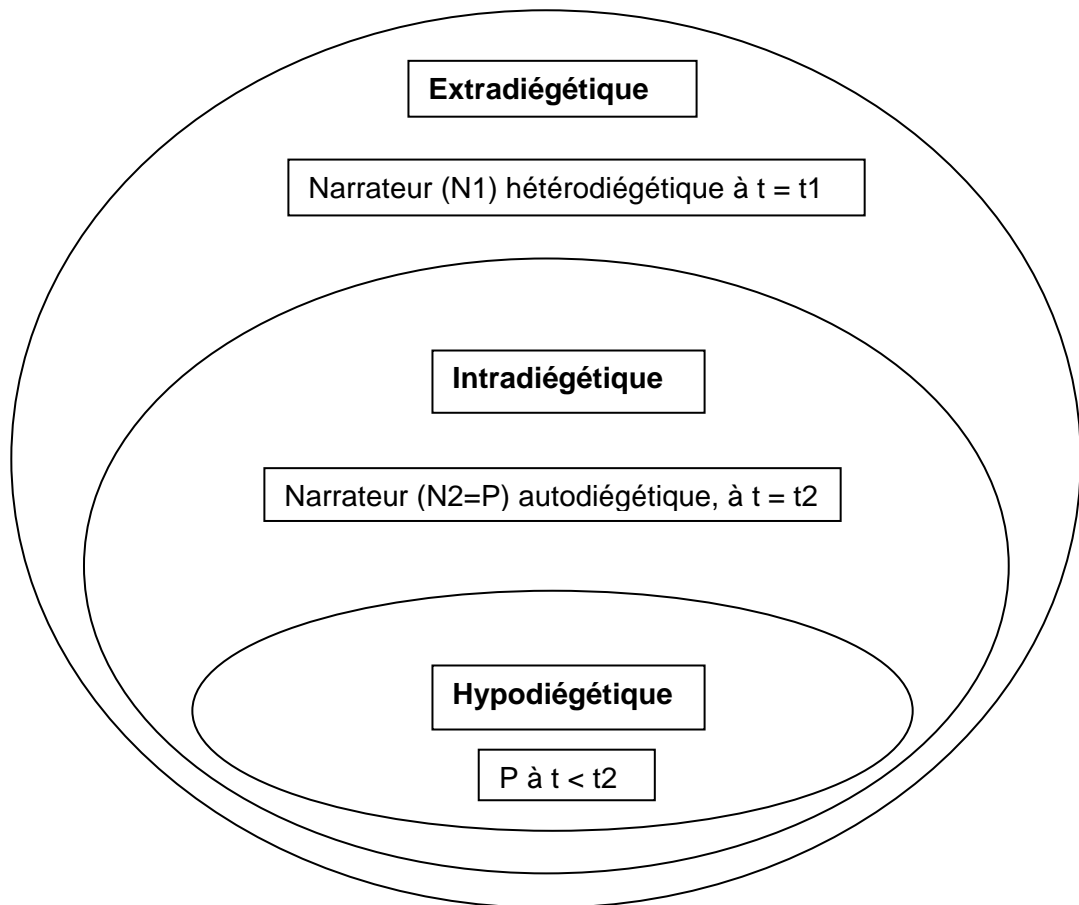 Extradiégétique
Narrateur (N1) hétérodiégétique à t = t1
Intradiégétique
Narrateur (N2=P) autodiégétique, à t = t2
Hypodiégétique
P à t < t2